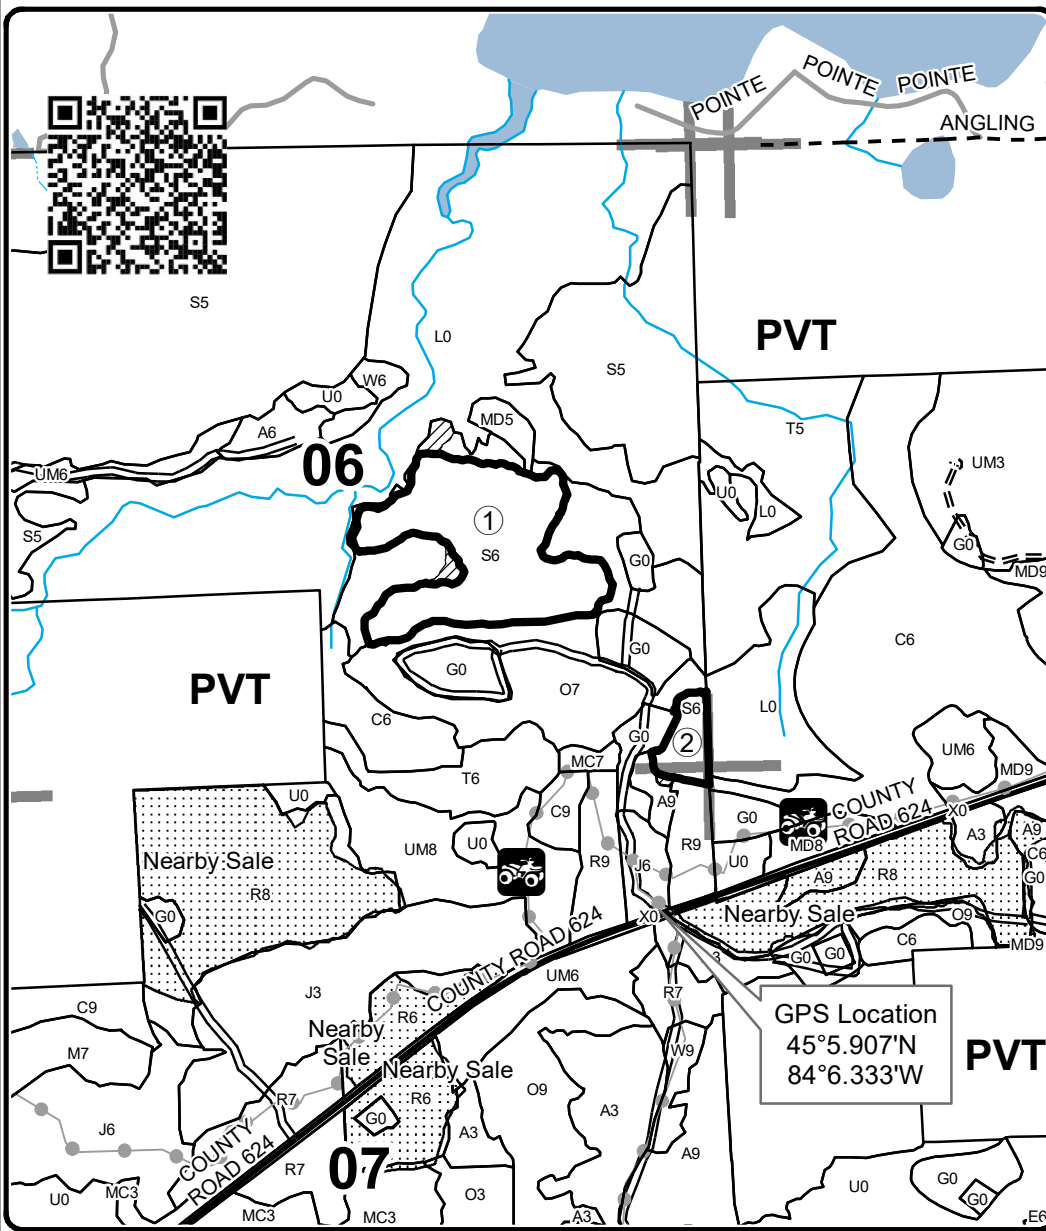 POINTE
POINTE
POINTE
POINTE
ANGLING
S5
L0
PVT
S5
W6
U0
MD5
A6
T5
06
UM6
UM3
U0
L0
S5
1
S6
G0
G0
MD9
C6
G0
PVT
G0
O7
S6
L0
C6
G0
2
UM6
MC7
T6
MD9
U0
A9
COUNTY
ROAD 624
X0
C9
G0
A3
A9
UM8
U0
R9
R9
MD8
Nearby Sale
J6
U0
C6
R8
A9
R8
G0
G0
X0
Nearby Sale
O9
COUNTY ROAD 624
C6
MD9
G0
G0
3
UM6
J3
R7
C9
R6
GPS Location
45°5.907'N
84°6.333'W
Nearby
Sale
M7
W9
PVT
Nearby Sale
O9
R7
R6
A3
G0
J6
A3
COUNTY
ROAD 624
A9
R7
07
G0
U0
U0
MC3
O3
G0
MC3
MC3
A3
E6